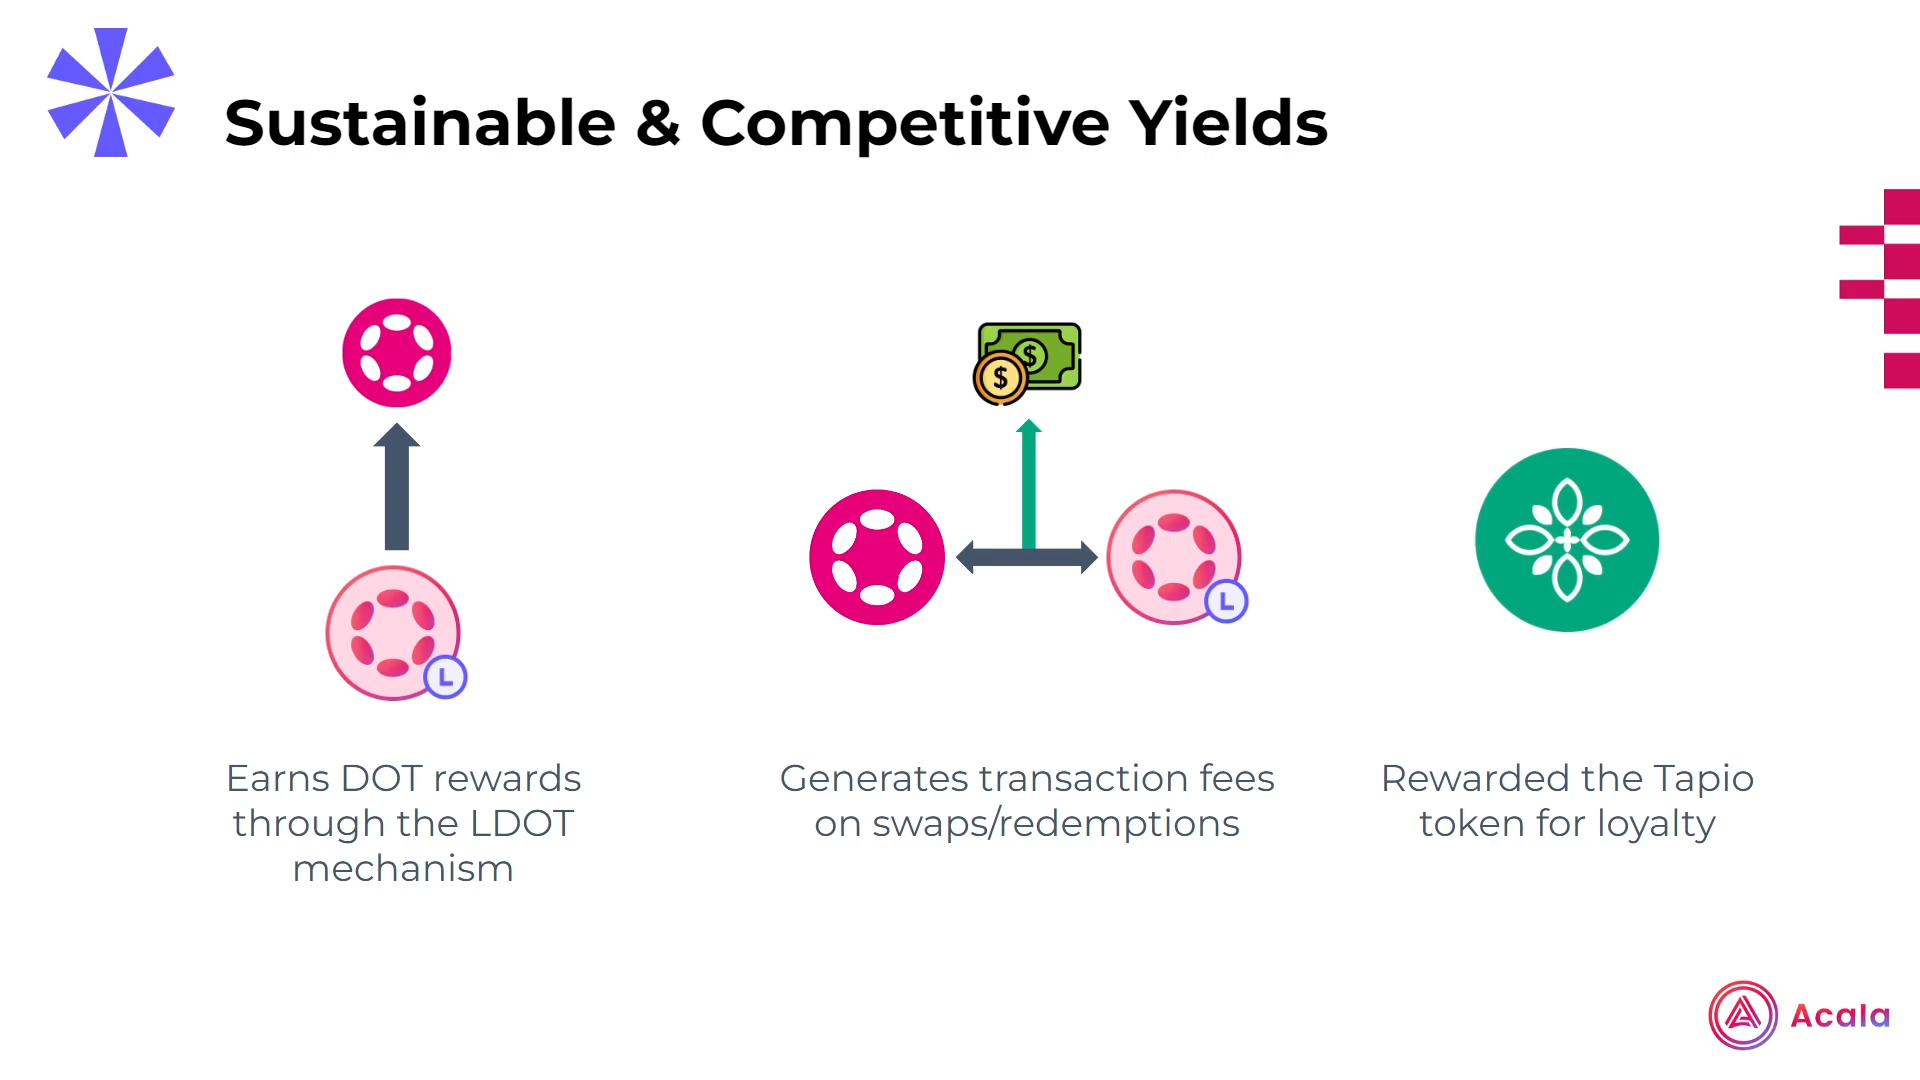 Sustainable & Competitive Yields
$
$
L
L
Earns DOT rewards
through the LDOT
mechanism
Generates transaction fees
on swaps/redemptions
Rewarded the Tapio
token for loyalty
Acala